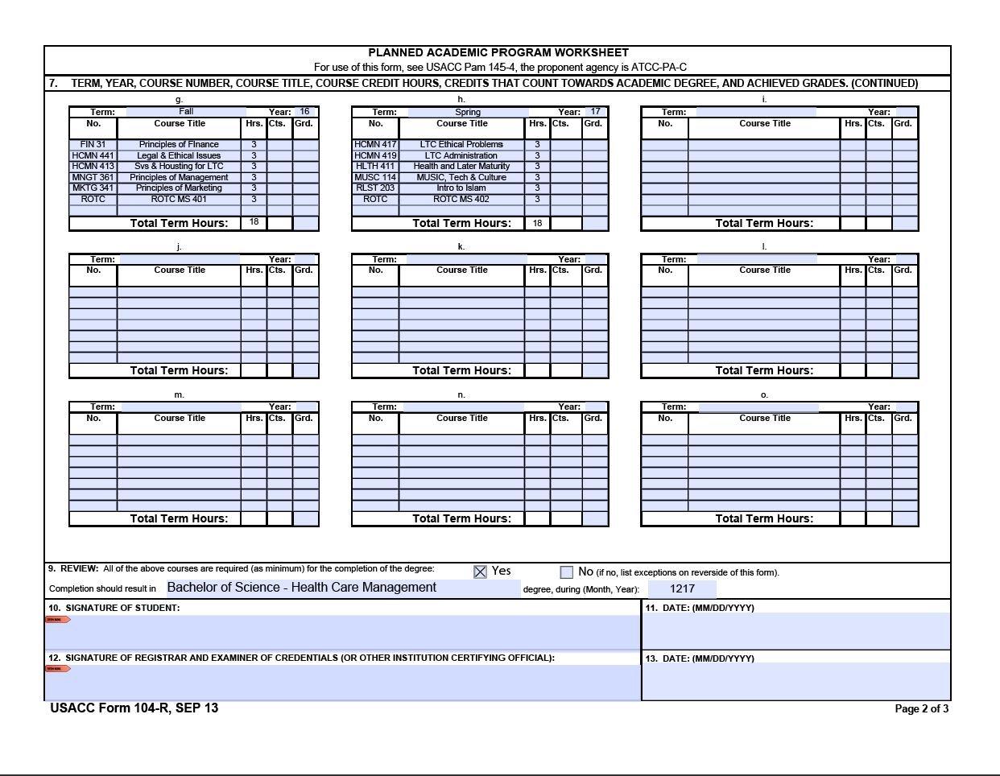 PLANNED ACADEMIC PROGRAM WORKSHEET
For use of this form, see USACC Pam 145-4, the proponent agency is ATCC-PA-C
7. TERM, YEAR, COURSE NUMBER, COURSE TITLE, COURSE CREDIT HOURS, CREDITS THAT COUNT TOWARDS ACADEMIC DEGREE, AND ACHIEVED GRADES. (CONTINUED)
g.
Term: Fall Year: 16
No. Course Title Hrs. Cts. Grd.
FIN 31 Principles of FInance 3
HCMN 441 Legal & Ethical Issues 3
HCMN 413 Svs & Housting for LTC 3
MNGT 361 Principles of Management 3
MKTG 341 Principles of Marketing 3
ROTC ROTC MS 401 3
Total Term Hours: 18
h.
Term: Spring Year: 17
No. Course Title Hrs. Cts. Grd.
HCMN 417 LTC Ethical Problems 3
HCMN 419 LTC Administration 3
HLTH 411 Health and Later Maturity 3
MUSC 114 MUSIC, Tech & Culture 3
RLST 203 Intro to Islam 3
ROTC ROTC MS 402 3
Total Term Hours: 18
i.
Term: Year:
No. Course Title Hrs. Cts. Grd.
Total Term Hours:
j.
Term: Year:
No. Course Title Hrs. Cts. Grd.
Total Term Hours:
k.
Term: Year:
No. Course Title Hrs. Cts. Grd.
Total Term Hours:
l.
Term: Year:
No. Course Title Hrs. Cts. Grd.
Total Term Hours:
m.
Term: Year:
No. Course Title Hrs. Cts. Grd.
Total Term Hours:
n.
Term: Year:
No. Course Title Hrs. Cts. Grd.
Total Term Hours:
o.
Term: Year:
No. Course Title Hrs. Cts. Grd.
Total Term Hours:
9. REVIEW: All of the above courses are required (as minimum) for the completion of the degree: Yes No (if no, list exceptions on reverside of this form).
Completion should result in Bachelor of Science - Health Care Management degree, during (Month, Year): 1217
10. SIGNATURE OF STUDENT:
11. DATE: (MM/DD/YYYY)
12. SIGNATURE OF REGISTRAR AND EXAMINER OF CREDENTIALS (OR OTHER INSTITUTION CERTIFYING OFFICIAL):
13. DATE: (MM/DD/YYYY)
USACC Form 104-R, SEP 13
Page 2 of 3